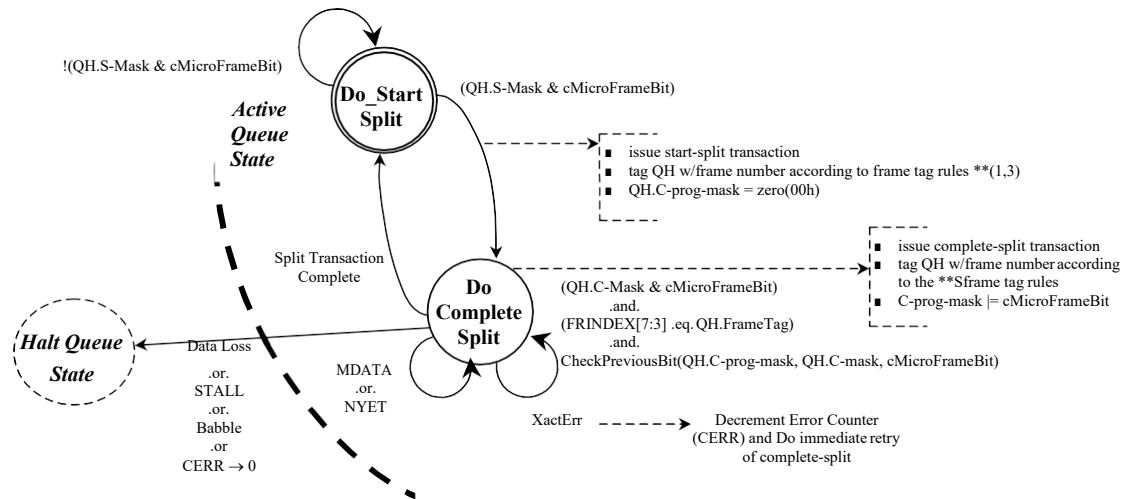 !(QH.S-Mask & cMicroFrameBit)
Do_Start
Split
(QH.S-Mask & cMicroFrameBit)
Active
Queue
State
▪ issue start-split transaction
▪ tag QH w/frame number according to frame tag rules **(1,3)
▪ QH.C-prog-mask = zero(00h)
Split Transaction
Complete
▪ issue complete-split transaction
▪ tag QH w/frame number according
to the **Sframe tag rules
▪ C-prog-mask |= cMicroFrameBit
Do
Complete
Split
(QH.C-Mask & cMicroFrameBit)
.and.
(FRINDEX[7:3] .eq. QH.FrameTag)
.and.
CheckPreviousBit(QH.C-prog-mask, QH.C-mask, cMicroFrameBit)
Halt Queue
State
Data Loss
.or.
STALL
.or.
Babble
.or
CERR → 0
MDATA
.or.
NYET
XactErr
Decrement Error Counter
(CERR) and Do immediate retry
of complete-split